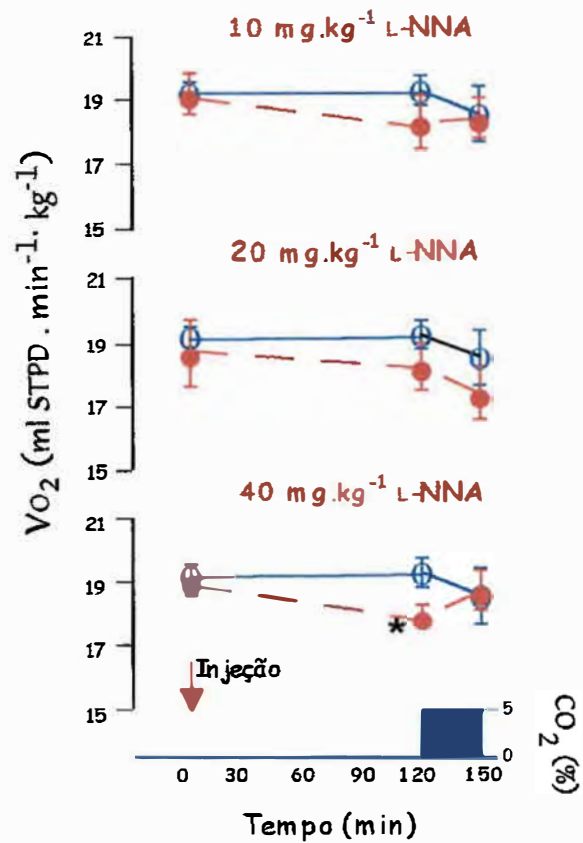 10 mg.kg⁻¹ L-NNA
21
19
17
15
20 mg.kg⁻¹ L-NNA
21
19
17
15
VO₂ (ml STPD . min⁻¹. kg⁻¹)
40 mg.kg⁻¹ L-NNA
21
19
17
15
*
Injeção
5
0
CO₂ (%)
0 30 60 90 120 150
Tempo (min)